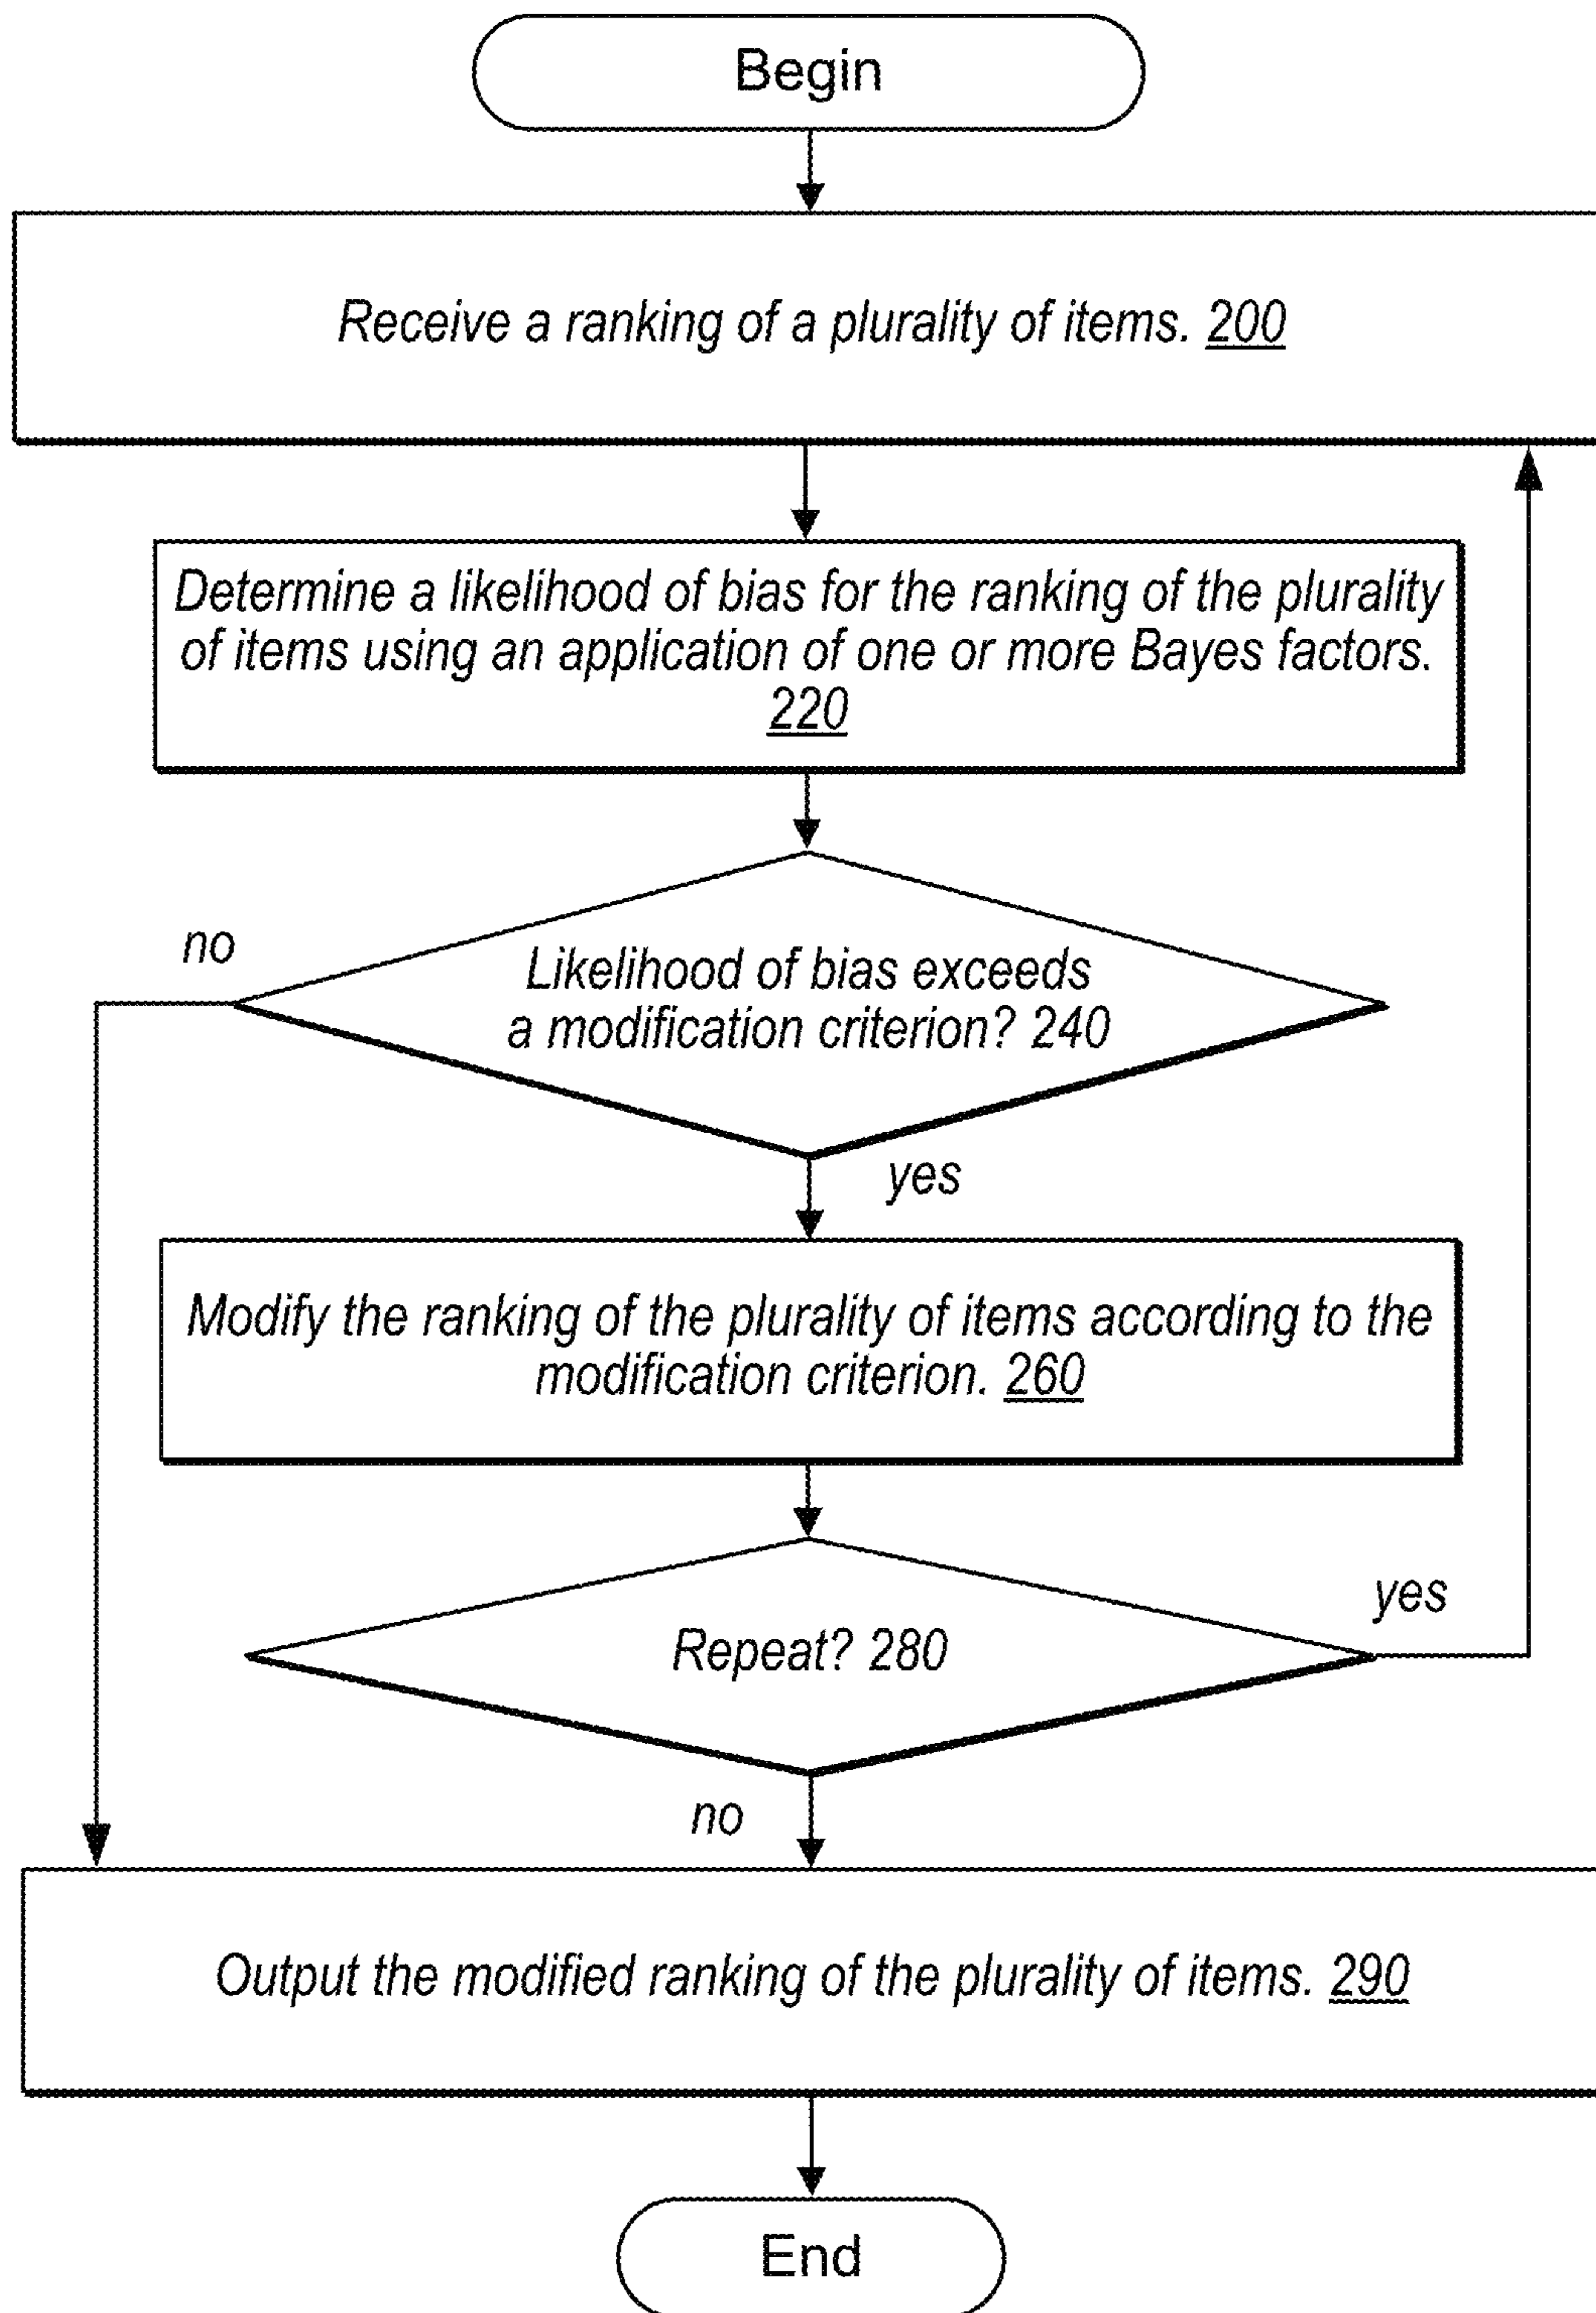 Begin
Receive a ranking of a plurality of items. 200
Determine a likelihood of bias for the ranking of the plurality
of items using an application of one or more Bayes factors.
220
no
Likelihood of bias exceeds
a modification criterion? 240
yes
Modify the ranking of the plurality of items according to the
modification criterion. 260
yes
Repeat? 280
no
Output the modified ranking of the plurality of items. 290
End